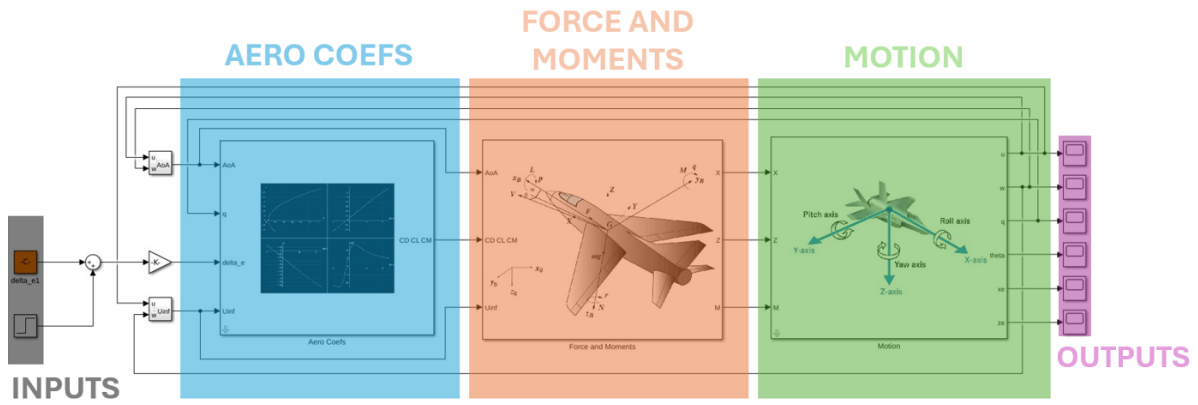 FORCE AND
MOMENTS
AERO COEFS
MOTION
u
w
AoA
AoA
q
delta_e
Uinf
CD CL CM
Aero Coefs
AoA
CD CL CM
Uinf
X
Z
M
Force and Moments
X
Z
M
Pitch axis
Roll axis
Yaw axis
Y-axis
X-axis
Z-axis
u
w
q
theta
xe
ze
Motion
-C-
delta_e1
-K-
u
w
Uinf
INPUTS
OUTPUTS